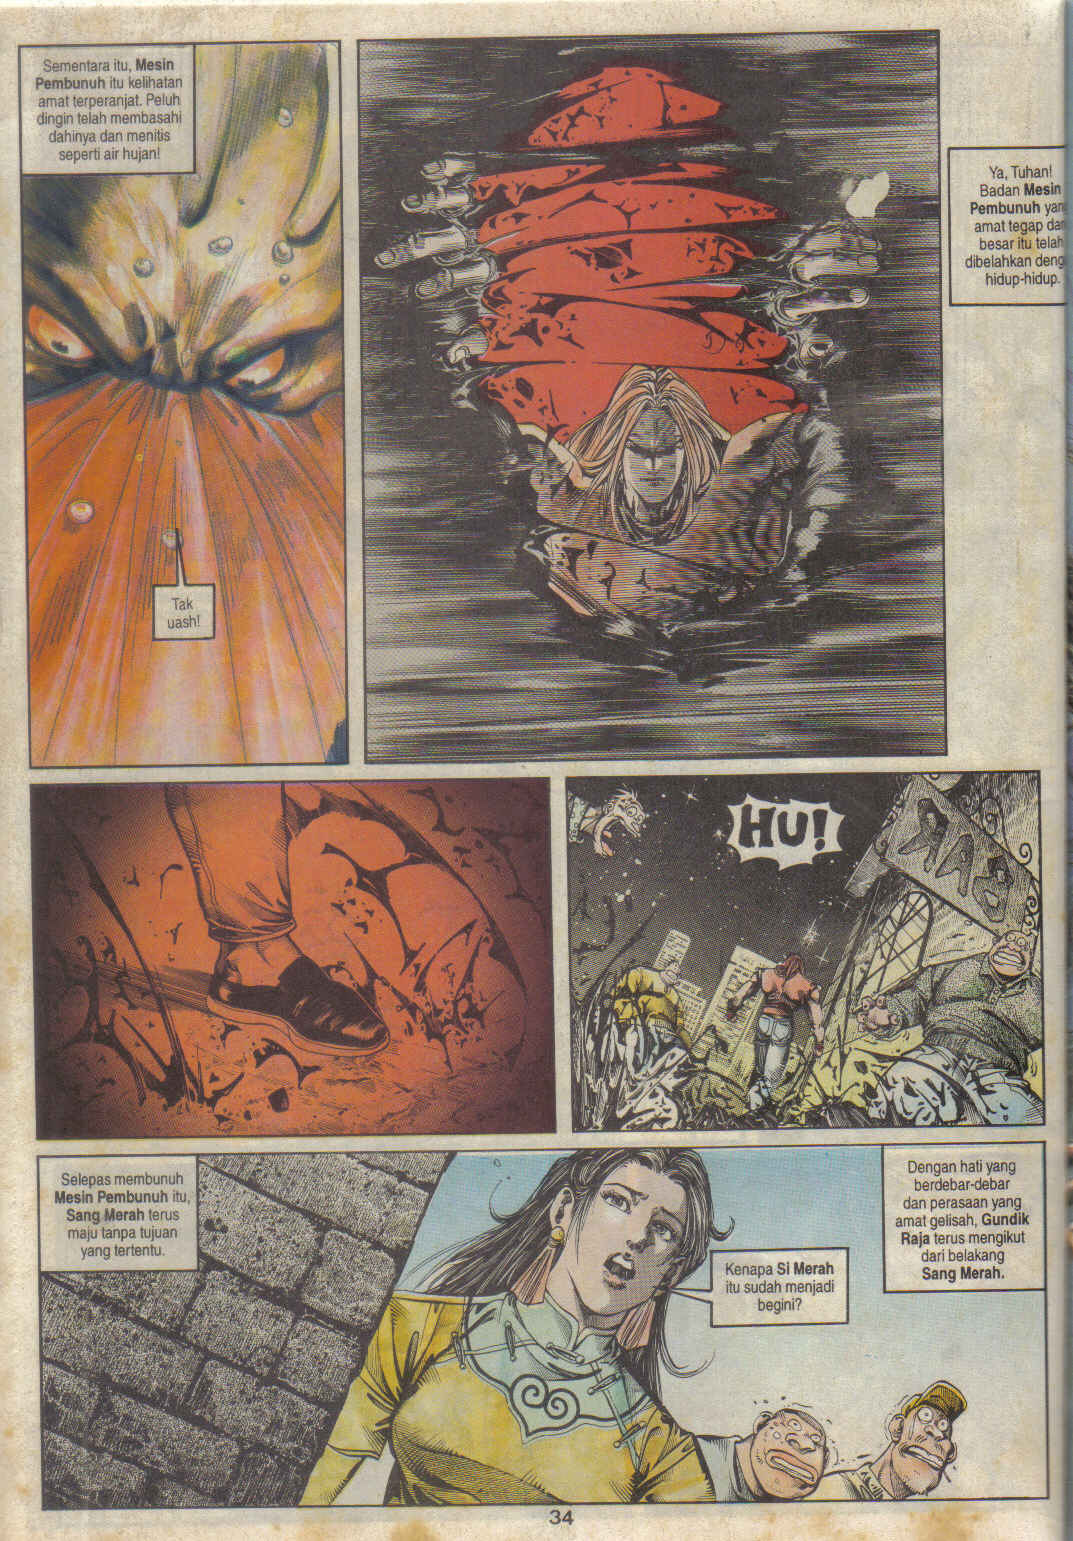 Sementara itu, Mesin
Pembunuh itu kelihatan
amat terperanjat. Peluh
dingin telah membasahi
dahinya dan menitis
seperti air hujan!
Tak
uash!
Ya, Tuhan!
Badan Mesin
Pembunuh yan
amat tegap dan
besar itu telah
dibelahkan deng
hidup-hidup.
HU!
Selepas membunuh
Mesin Pembunuh itu,
Sang Merah terus
maju tanpa tujuan
yang tertentu.
Kenapa Si Merah
itu sudah menjadi
begini?
Dengan hati yang
berdebar-debar
dan perasaan yang
amat gelisah, Gundik
Raja terus mengikut
dari belakang
Sang Merah.
34